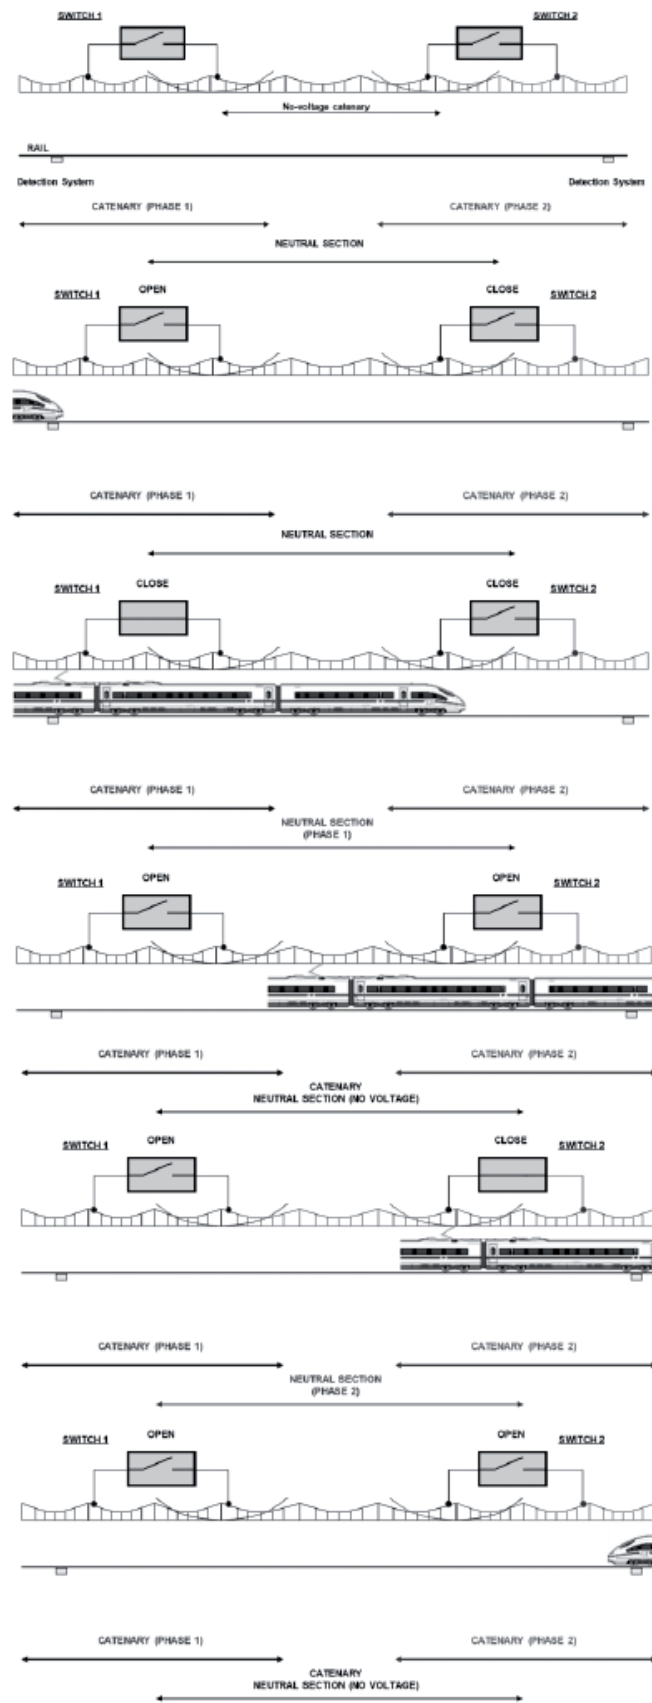 SWITCH 1
SWITCH 2
No-voltage catenary
RAIL
Detection System
Detection System
CATENARY (PHASE 1)
CATENARY (PHASE 2)
NEUTRAL SECTION
OPEN
CLOSE
SWITCH 1
SWITCH 2
CATENARY (PHASE 1)
CATENARY (PHASE 2)
NEUTRAL SECTION
CLOSE
CLOSE
SWITCH 1
SWITCH 2
CATENARY (PHASE 1)
CATENARY (PHASE 2)
NEUTRAL SECTION
(PHASE 1)
OPEN
OPEN
SWITCH 1
SWITCH 2
CATENARY (PHASE 1)
CATENARY (PHASE 2)
CATENARY
NEUTRAL SECTION (NO VOLTAGE)
OPEN
CLOSE
SWITCH 1
SWITCH 2
CATENARY (PHASE 1)
CATENARY (PHASE 2)
NEUTRAL SECTION
(PHASE 2)
OPEN
OPEN
SWITCH 1
SWITCH 2
CATENARY (PHASE 1)
CATENARY (PHASE 2)
CATENARY
NEUTRAL SECTION (NO VOLTAGE)